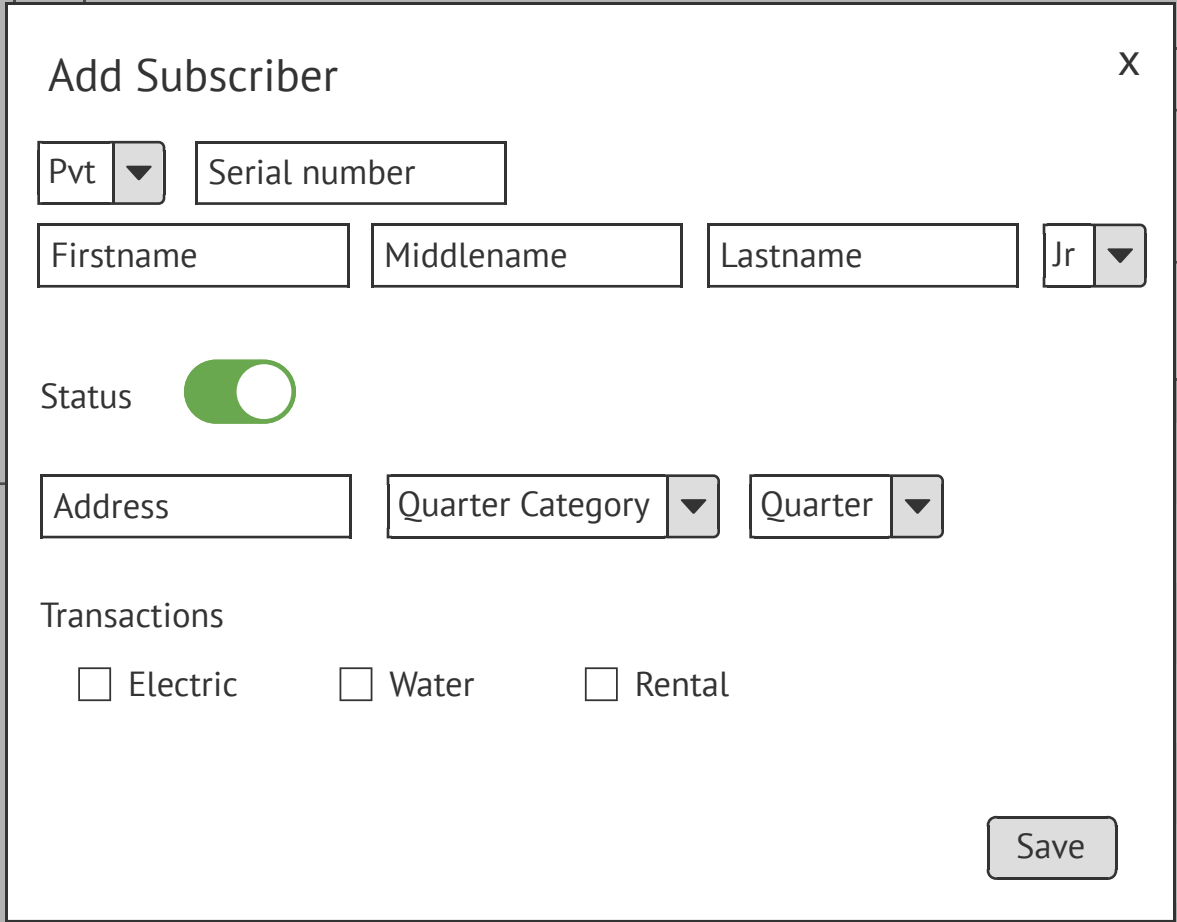 Add Subscriber x
Pvt Serial number
Firstname Middlename Lastname Jr
Status
Address Quarter Category Quarter
Transactions
Electric Water Rental
Save